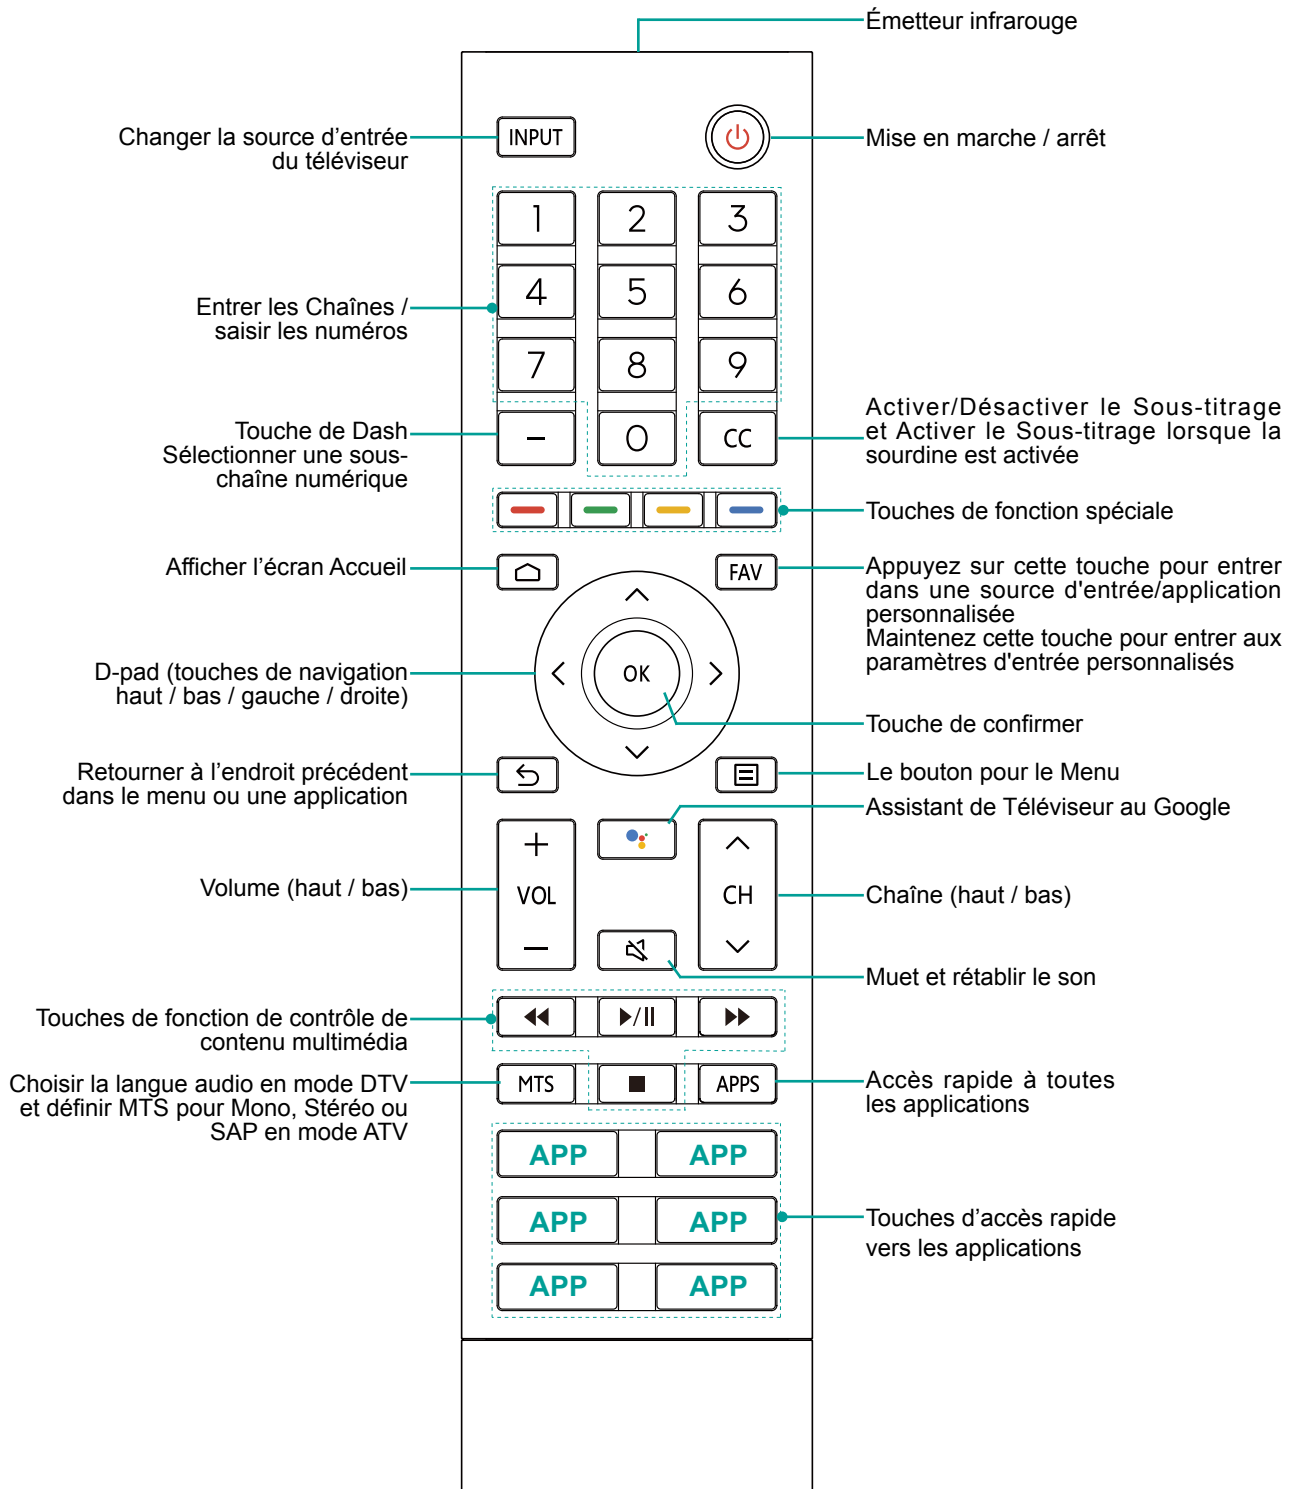 Émetteur infrarouge
Changer la source d’entrée
du téléviseur
INPUT
Mise en marche / arrêt
1
2
3
4
5
6
Entrer les Chaînes /
saisir les numéros
7
8
9
Touche de Dash
Sélectionner une sous-
chaîne numérique
–
0
CC
Activer/Désactiver le Sous-titrage
et Activer le Sous-titrage lorsque la
sourdine est activée
Touches de fonction spéciale
Afficher l’écran Accueil
FAV
Appuyez sur cette touche pour entrer
dans une source d'entrée/application
personnalisée
Maintenez cette touche pour entrer aux
paramètres d'entrée personnalisés
D-pad (touches de navigation
haut / bas / gauche / droite)
OK
Touche de confirmer
Retourner à l’endroit précédent
dans le menu ou une application
Le bouton pour le Menu
Assistant de Téléviseur au Google
Volume (haut / bas)
+
VOL
—
CH
Chaîne (haut / bas)
Muet et rétablir le son
Touches de fonction de contrôle de
contenu multimédia
Choisir la langue audio en mode DTV
et définir MTS pour Mono, Stéréo ou
SAP en mode ATV
MTS
APPS
Accès rapide à toutes
les applications
APP
APP
APP
APP
APP
APP
Touches d’accès rapide
vers les applications